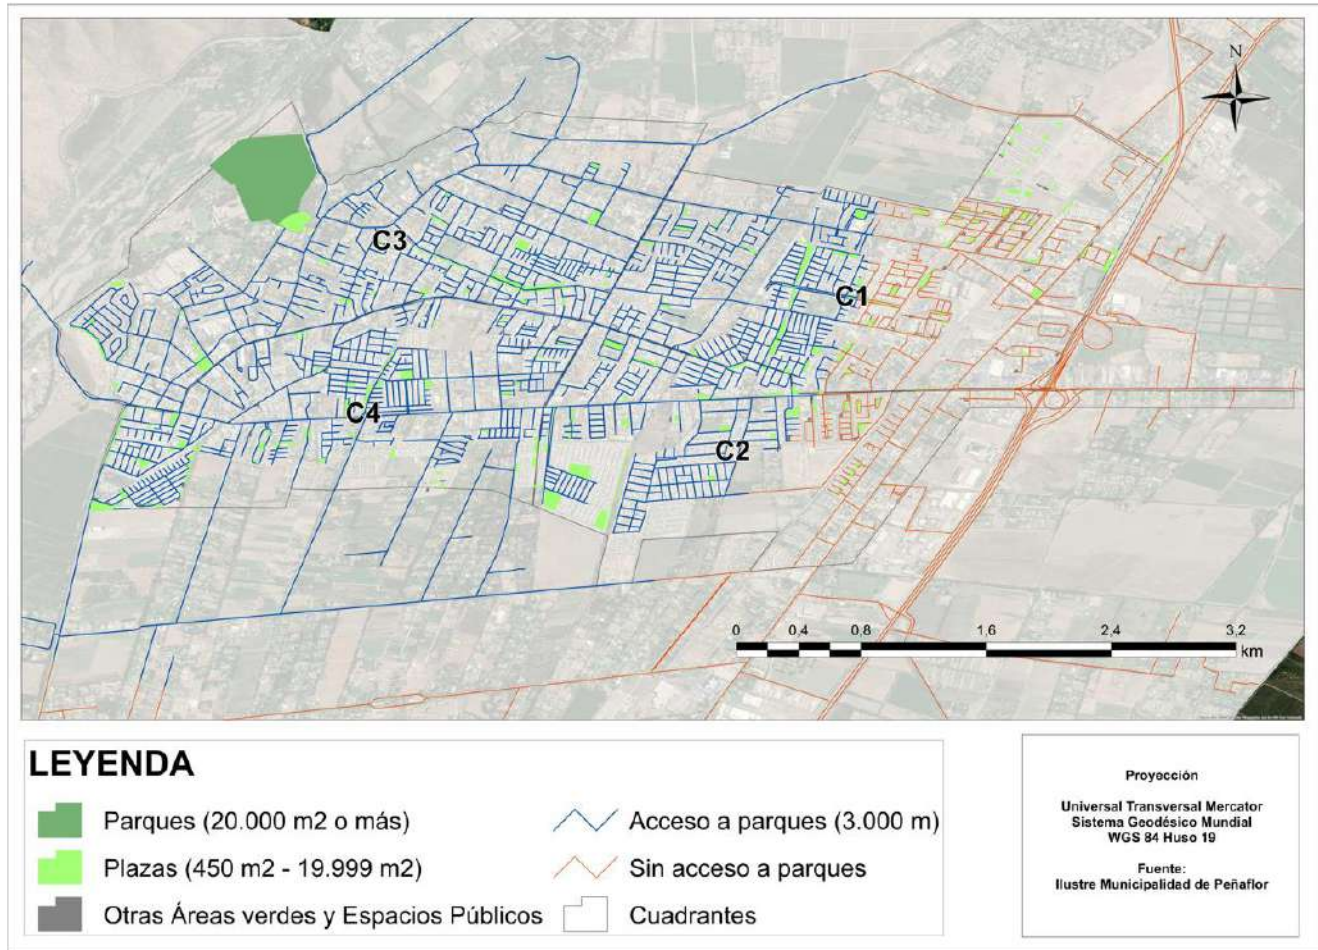 N
C3
C1
C4
C2
0 0,4 0,8 1,6 2,4 3,2
km
LEYENDA
Parques (20.000 m2 o más)
Plazas (450 m2 - 19.999 m2)
Otras Áreas verdes y Espacios Públicos
Acceso a parques (3.000 m)
Sin acceso a parques
Cuadrantes
Proyección
Universal Transversal Mercator
Sistema Geodésico Mundial
WGS 84 Huso 19
Fuente:
Ilustre Municipalidad de Peñaflor